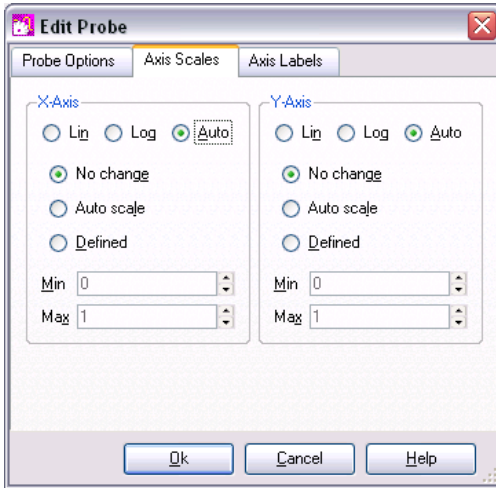 Edit Probe
Probe Options Axis Scales Axis Labels
X-Axis Y-Axis
Lin Log Auto Lin Log Auto
No change No change
Auto scale Auto scale
Defined Defined
Min 0 Min 0
Max 1 Max 1
Ok Cancel Help